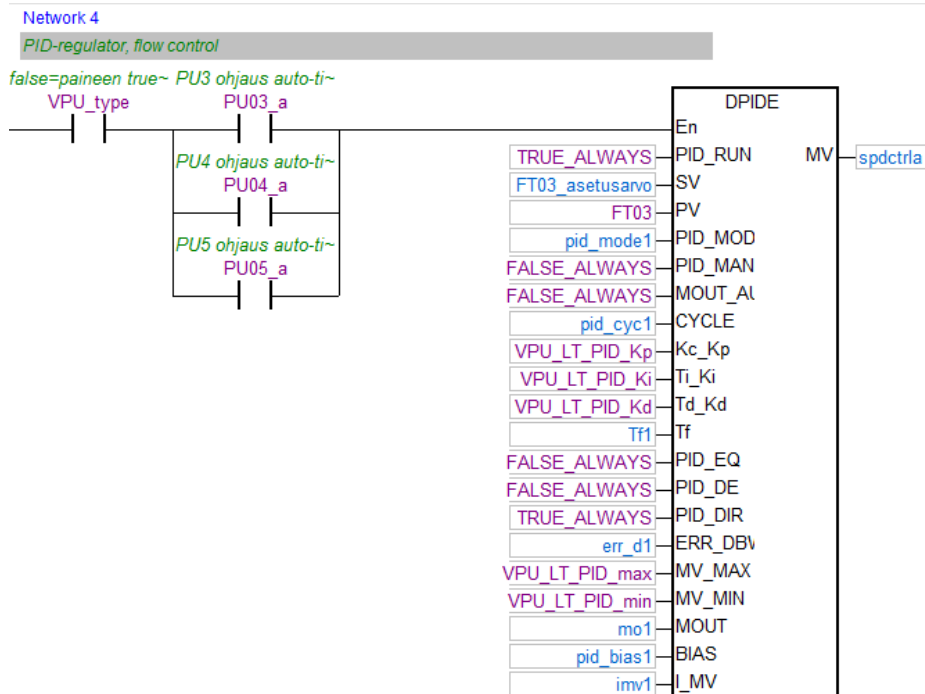 Network 4
PID-regulator, flow control
false=paineen true~ PU3 ohjaus auto-ti~
VPU_type PU03_a
PU4 ohjaus auto-ti~
PU04_a
PU5 ohjaus auto-ti~
PU05_a
DPIDE
En
TRUE_ALWAYS PID_RUN MV spdctrla
FT03_asetusarvo SV
FT03 PV
pid_mode1 PID_MOD
FALSE_ALWAYS PID_MAN
FALSE_ALWAYS MOUT_AU
pid_cyc1 CYCLE
VPU_LT_PID_Kp Kc_Kp
VPU_LT_PID_Ki Ti_Ki
VPU_LT_PID_Kd Td_Kd
Tf1 Tf
FALSE_ALWAYS PID_EQ
FALSE_ALWAYS PID_DE
TRUE_ALWAYS PID_DIR
err_d1 ERR_DBW
VPU_LT_PID_max MV_MAX
VPU_LT_PID_min MV_MIN
mo1 MOUT
pid_bias1 BIAS
imv1 I_MV